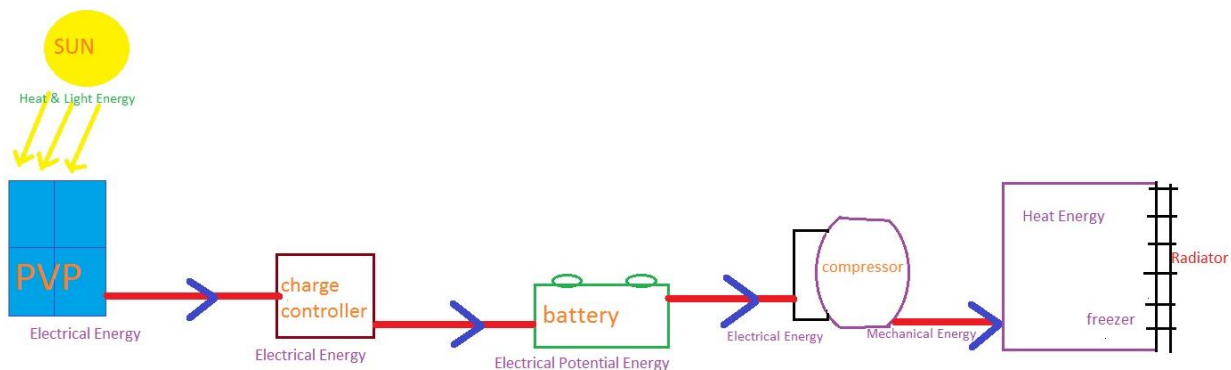 SUN
Heat & Light Energy
PVP
Electrical Energy
charge
controller
Electrical Energy
battery
Electrical Potential Energy
compressor
Electrical Energy
Mechanical Energy
Heat Energy
Radiator
freezer